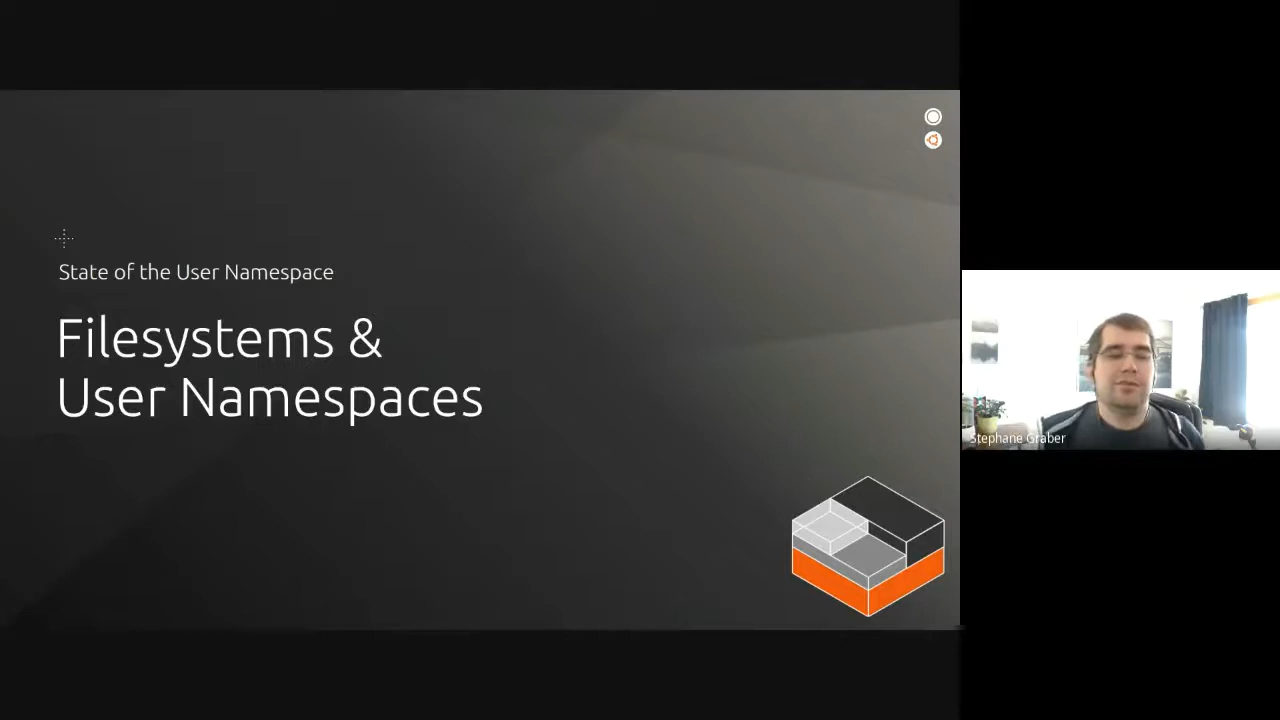 State of the User Namespace
Filesystems &
User Namespaces
Stephane Graber